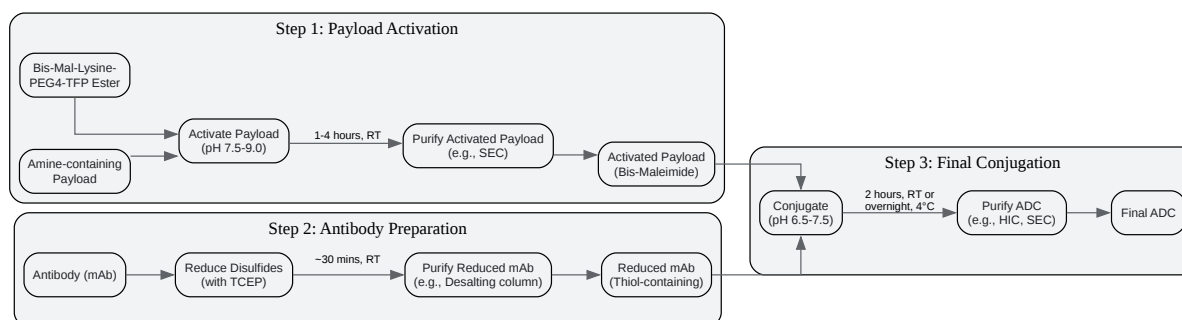 Step 1: Payload Activation
Bis-Mal-Lysine-
PEG4-TFP Ester
Amine-containing
Payload
Activate Payload
(pH 7.5-9.0)
1-4 hours, RT
Purify Activated Payload
(e.g., SEC)
Activated Payload
(Bis-Maleimide)
Step 2: Antibody Preparation
Antibody (mAb)
Reduce Disulfides
(with TCEP)
~30 mins, RT
Purify Reduced mAb
(e.g., Desalting column)
Reduced mAb
(Thiol-containing)
Step 3: Final Conjugation
Conjugate
(pH 6.5-7.5)
2 hours, RT or
overnight, 4°C
Purify ADC
(e.g., HIC, SEC)
Final ADC